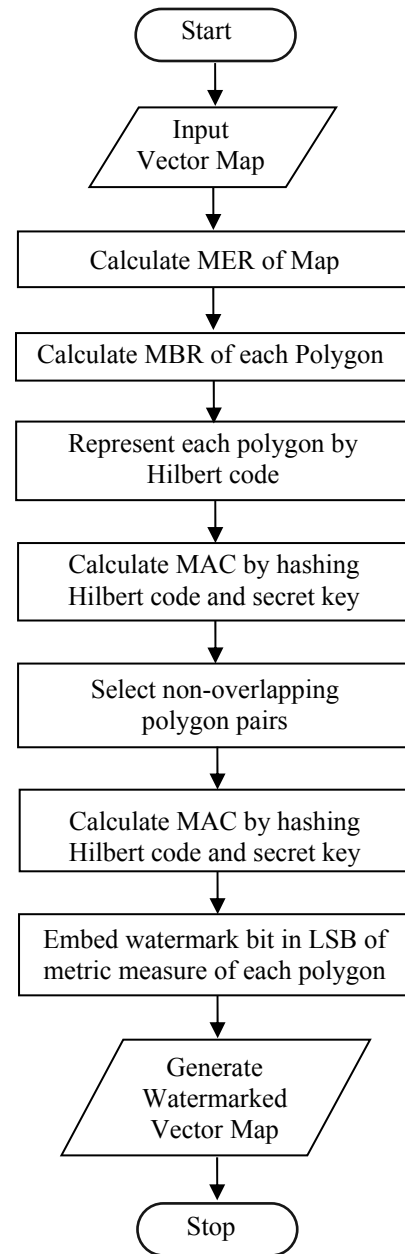 Start
Input
Vector Map
Calculate MER of Map
Calculate MBR of each Polygon
Represent each polygon by
Hilbert code
Calculate MAC by hashing
Hilbert code and secret key
Select non-overlapping
polygon pairs
Calculate MAC by hashing
Hilbert code and secret key
Embed watermark bit in LSB of
metric measure of each polygon
Generate
Watermarked
Vector Map
Stop